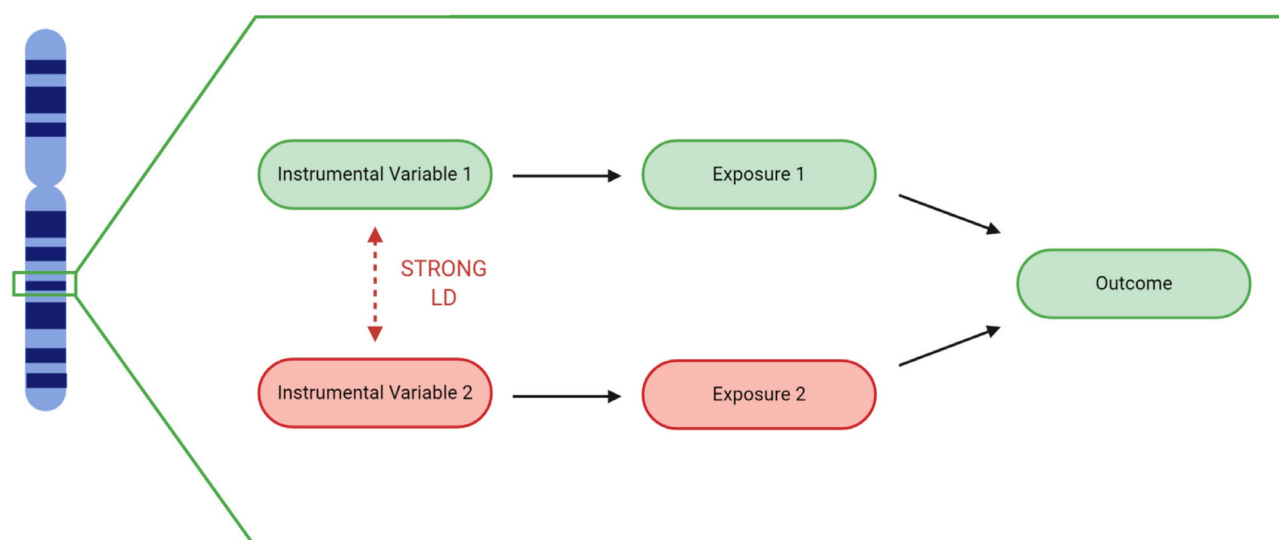 Instrumental Variable 1
Exposure 1
STRONG
LD
Outcome
Instrumental Variable 2
Exposure 2